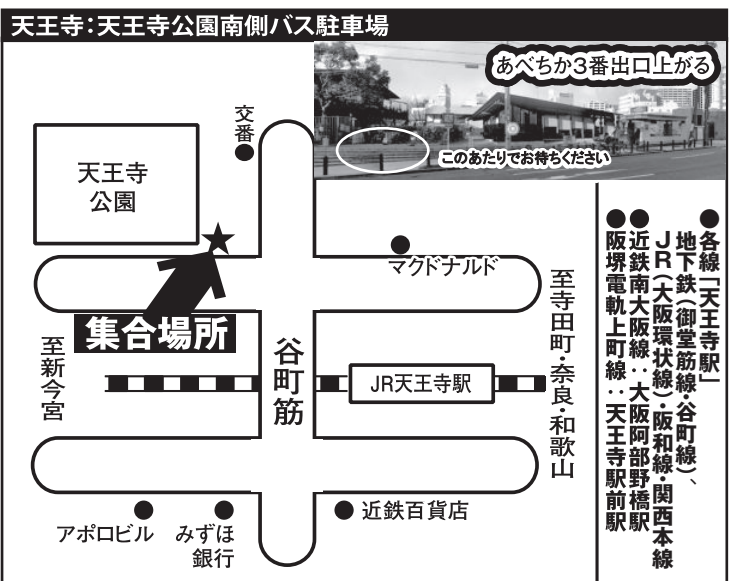 天王寺：天王寺公園南側バス駐車場
あべちか3番出口上がる
このあたりでお待ちください
交番
天王寺
公園
マクドナルド
集合場所
至新今宮
谷町筋
JR天王寺駅
至寺田町・奈良・和歌山
アポロビル
みずほ
銀行
近鉄百貨店
●各線「天王寺駅」
地下鉄（御堂筋線・谷町線）、
JR（大阪環状線）・阪和線・関西本線
●近鉄南大阪線：大阪阿部野橋駅
●阪堺電軌上町線：天王寺駅前駅